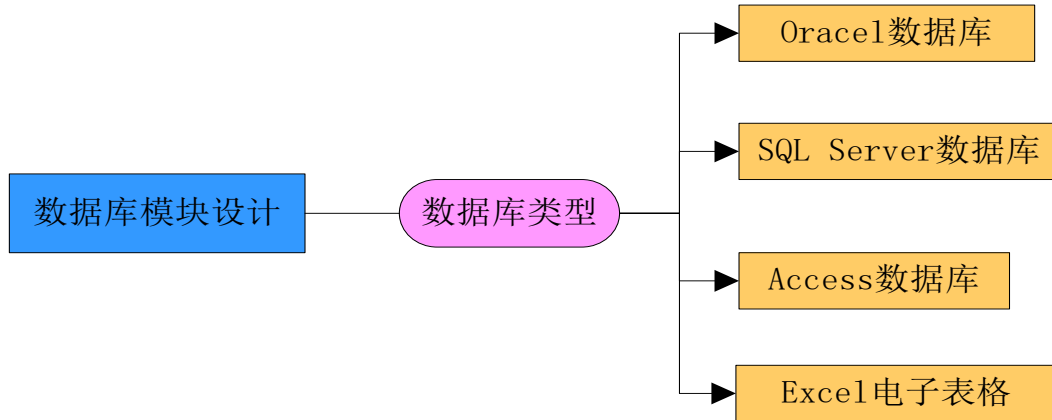 数据库模块设计
数据库类型
Oracel数据库
SQL Server数据库
Access数据库
Excel电子表格